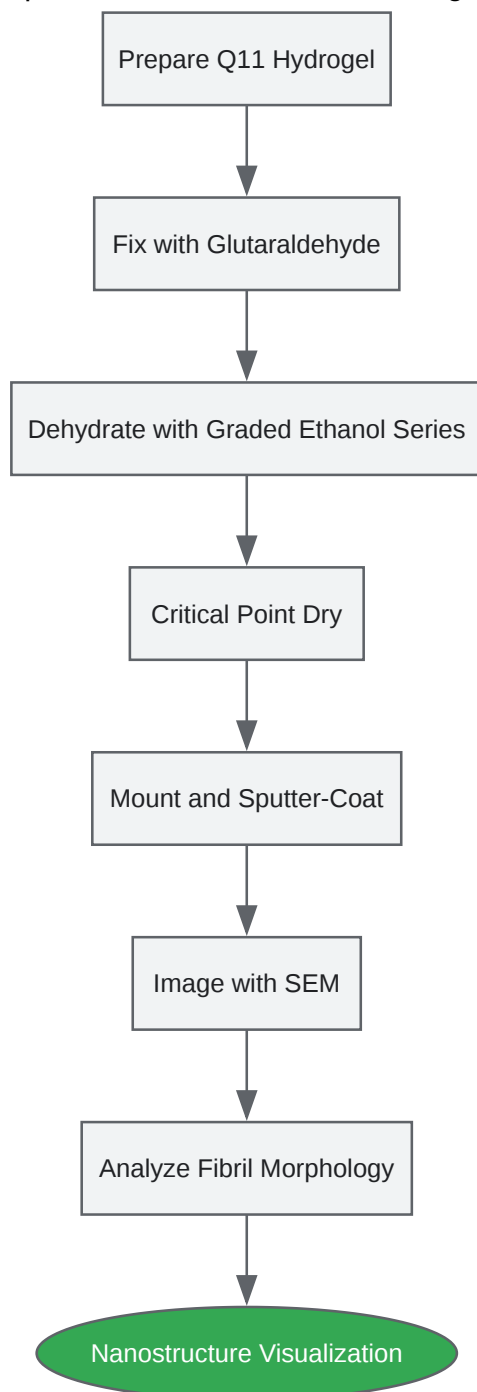 Prepare Q11 Hydrogel
Fix with Glutaraldehyde
Dehydrate with Graded Ethanol Series
Critical Point Dry
Mount and Sputter-Coat
Image with SEM
Analyze Fibril Morphology
Nanostructure Visualization